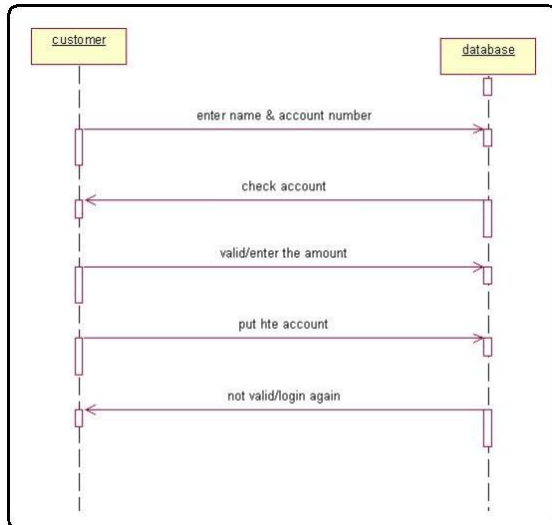 customer
database
enter name & account number
check account
valid/enter the amount
put hte account
not valid/login again